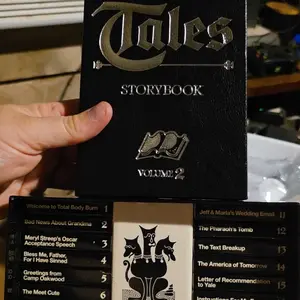 Tales
STORYBOOK
VOLUME 2
Welcome to Total Body Burn 1
Bad News About Grandma 2
Meryl Streep's Oscar
Acceptance Speech 3
Bless Me, Father,
For I Have Sinned 4
Greetings from
Camp Oakwood 5
The Meet Cute 6
Jeff & Maria's Wedding Email 11
The Pharaoh's Tomb 12
The Text Breakup 13
The America of Tomorrow 14
Letter of Recommendation
to Yale 15